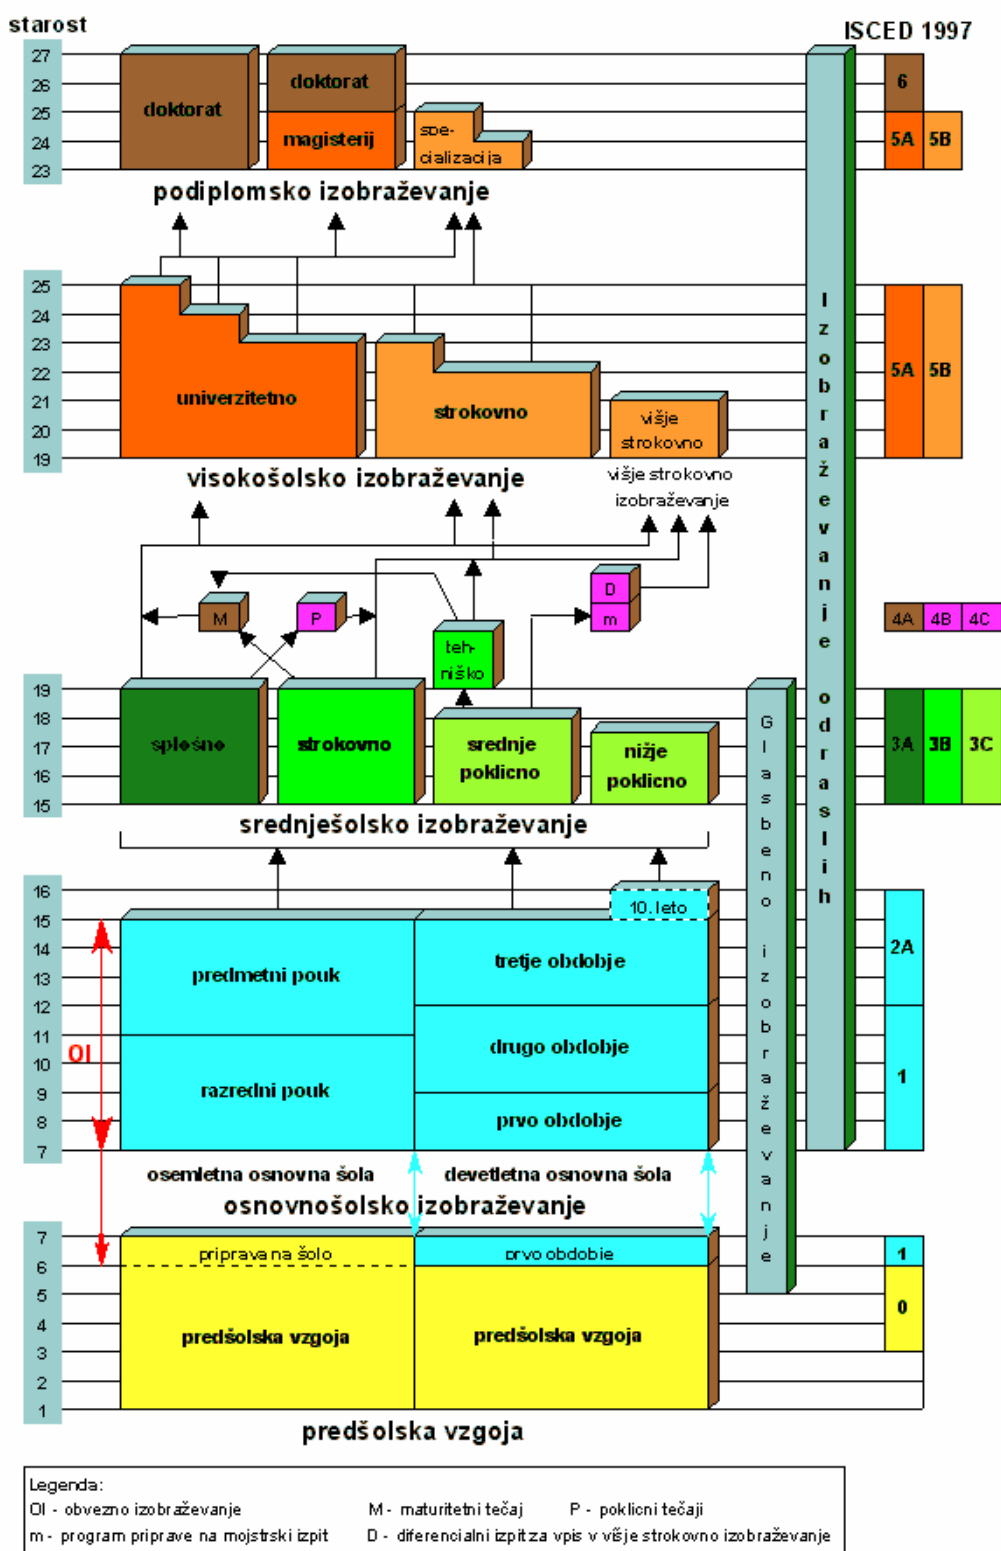 starost
ISCED 1997
27
26
25
24
23
doktorat
doktorat
magisterij
spe-
cializacija
6
5A 5B
podiplomsko izobraževanje
25
24
23
22
21
20
19
univerzitetno
strokovno
višje
strokovno
5A 5B
visokošolsko izobraževanje
višje strokovno
izobraževanje
M
P
D
m
teh-
niško
4A 4B 4C
19
18
17
16
15
splošno
strokovno
srednje
poklicno
nižje
poklicno
3A 3B 3C
srednješolsko izobraževanje
16
15
14
13
12
11
10
9
8
7
OI
10. leto
predmetni pouk
razredni pouk
tretje obdobje
drugo obdobje
prvo obdobje
2A
1
osemletna osnovna šola
devetletna osnovna šola
osnovnošolsko izobraževanje
7
6
5
4
3
2
1
priprava na šolo
prvo obdobje
predšolska vzgoja
predšolska vzgoja
1
0
predšolska vzgoja
Glasbeno izobraževanje
Izobraževanje odraslih
Legenda:
OI - obvezno izobraževanje
M - maturitetni tečaj
P - poklicni tečaji
m - program priprave na mojstrski izpit
D - diferencialni izpit za vpis v višje strokovno izobraževanje